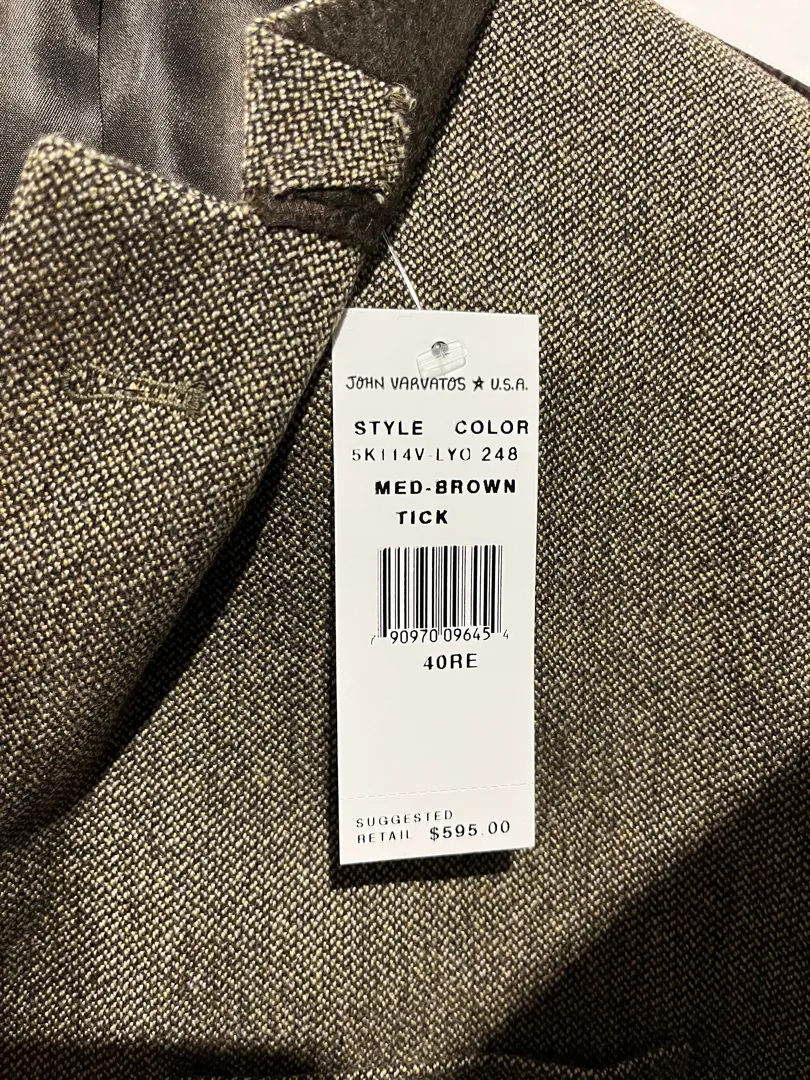 JOHN VARVATOS ★ U.S.A.
STYLE COLOR
5K114V-LYO 248
MED-BROWN
TICK
7 90970 09645 4
40RE
SUGGESTED
RETAIL $595.00